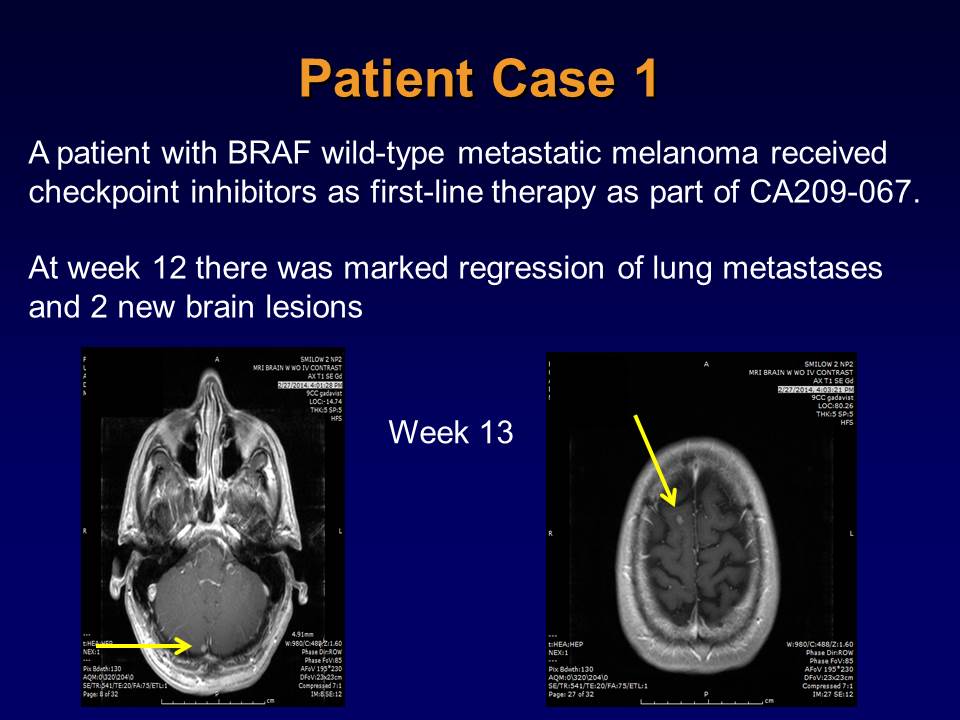 Patient Case 1
A patient with BRAF wild-type metastatic melanoma received
checkpoint inhibitors as first-line therapy as part of CA209-067.
At week 12 there was marked regression of lung metastases
and 2 new brain lesions
A
SMILOW 2 NP2
MRI BRAIN W WO IV CONTRAST
AX T1 SE Gd
2/27/2014, 4:01:28 PM
9CC gadavist
LOC:-14.74
THK:5 SP:5
HFS
R
L
4.91mm
---
t:HEA;HEP
NEX:1
---
Pix Bdwth:130
AQM:0\320\204\0
SE/TR:541/TE:20/FA:75/ETL:1
Page: 8 of 32
P
W:980/C:488/Z:1.60
Phase Dir:ROW
Phase FoV:85
AFoV 195*230
DFoV:23x23cm
Compressed 7:1
IM:8 SE:12
cm
Week 13
A
SMILOW 2 NP2
MRI BRAIN W WO IV CONTRAST
AX T1 SE Gd
2/27/2014, 4:03:21 PM
9CC gadavist
LOC:80.26
THK:5 SP:5
HFS
R
L
---
t:HEA;HEP
NEX:1
---
Pix Bdwth:130
AQM:0\320\204\0
SE/TR:541/TE:20/FA:75/ETL:1
Page: 27 of 32
P
W:980/C:488/Z:1.60
Phase Dir:ROW
Phase FoV:85
AFoV 195*230
DFoV:23x23cm
Compressed 7:1
IM:27 SE:12
cm